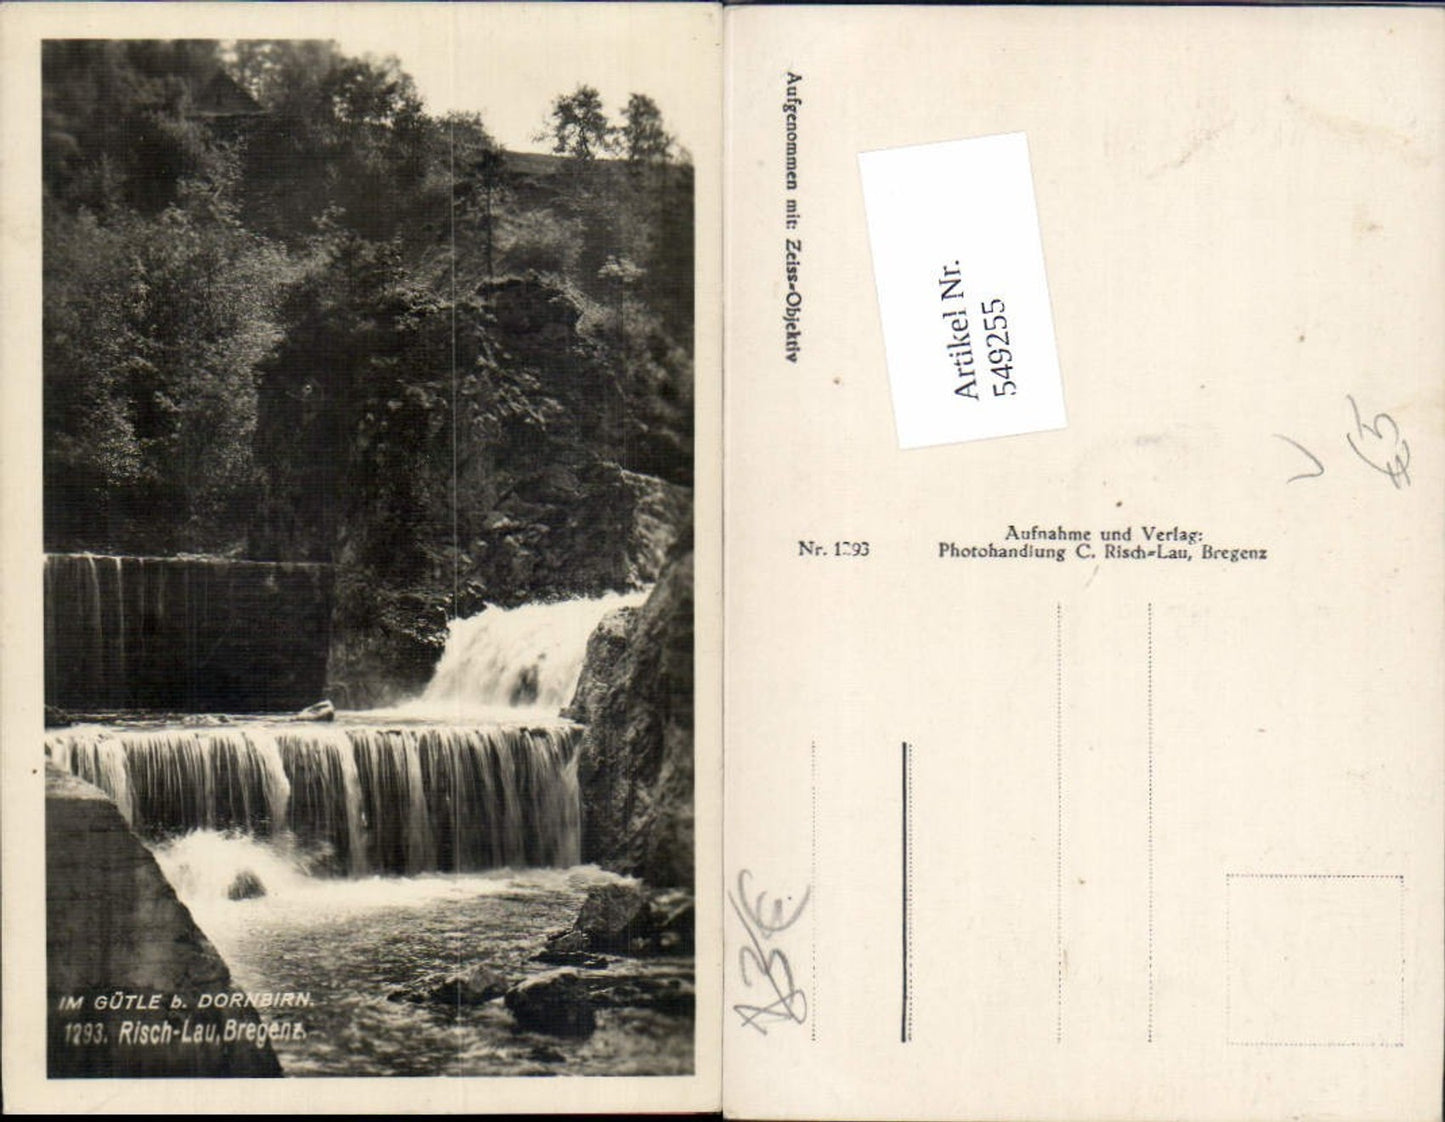 IM GÜTLE b. DORNBIRN.
1293. Risch-Lau, Bregenz.
Aufgenommen mit: Zeiss-Objektiv
Artikel Nr.
549255
Nr. 1293
Aufnahme und Verlag:
Photohandlung C. Risch-Lau, Bregenz